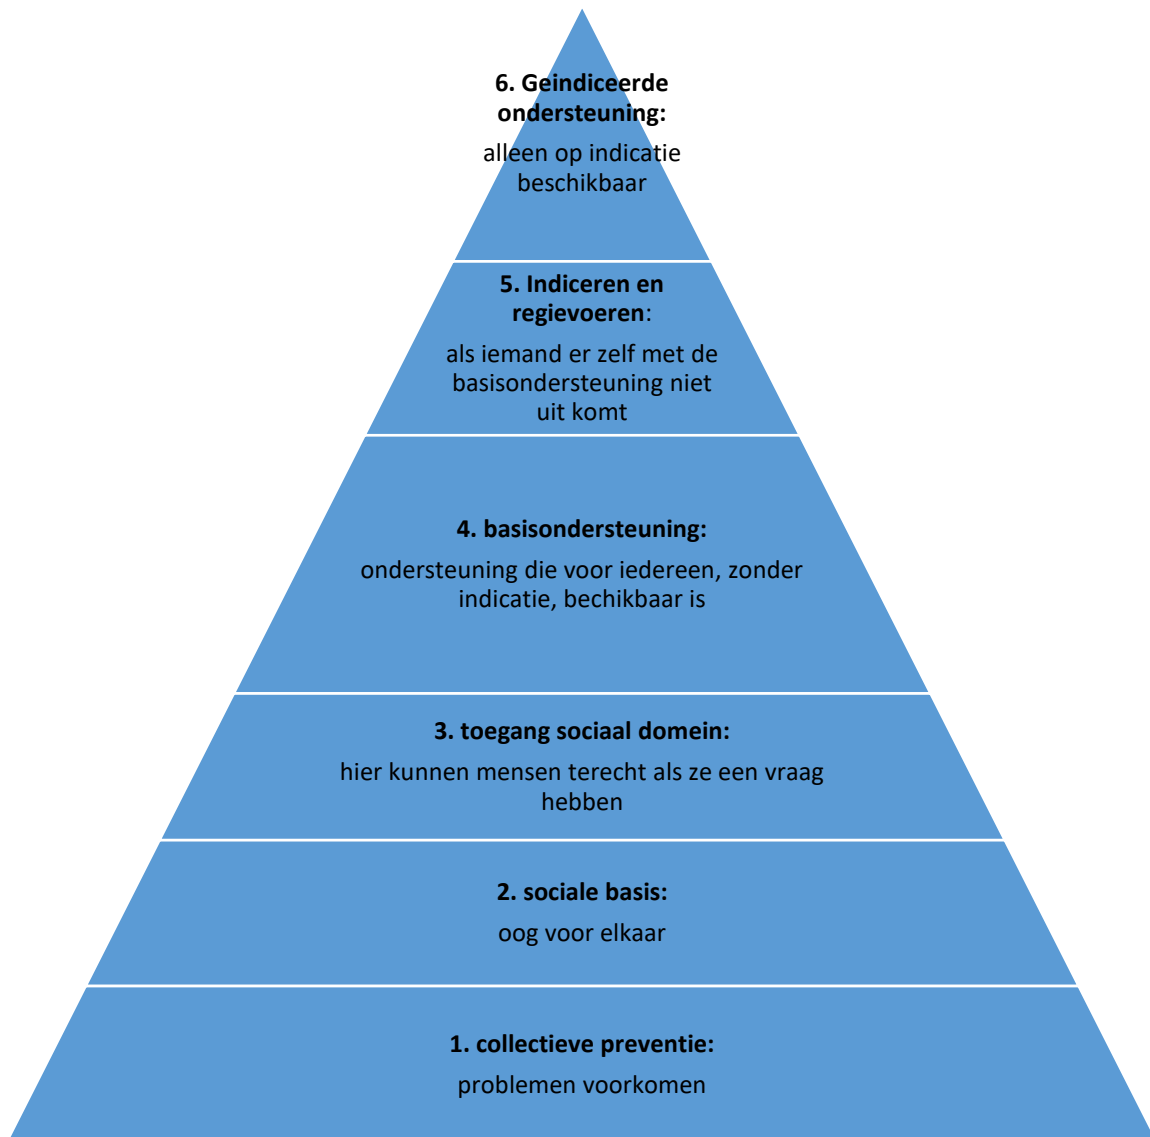 6. Geindiceerde
ondersteuning:
alleen op indicatie
beschikbaar
5. Indiceren en
regievoeren:
als iemand er zelf met de
basisondersteuning niet
uit komt
4. basisondersteuning:
ondersteuning die voor iedereen, zonder
indicatie, bechikbaar is
3. toegang sociaal domein:
hier kunnen mensen terecht als ze een vraag
hebben
2. sociale basis:
oog voor elkaar
1. collectieve preventie:
problemen voorkomen